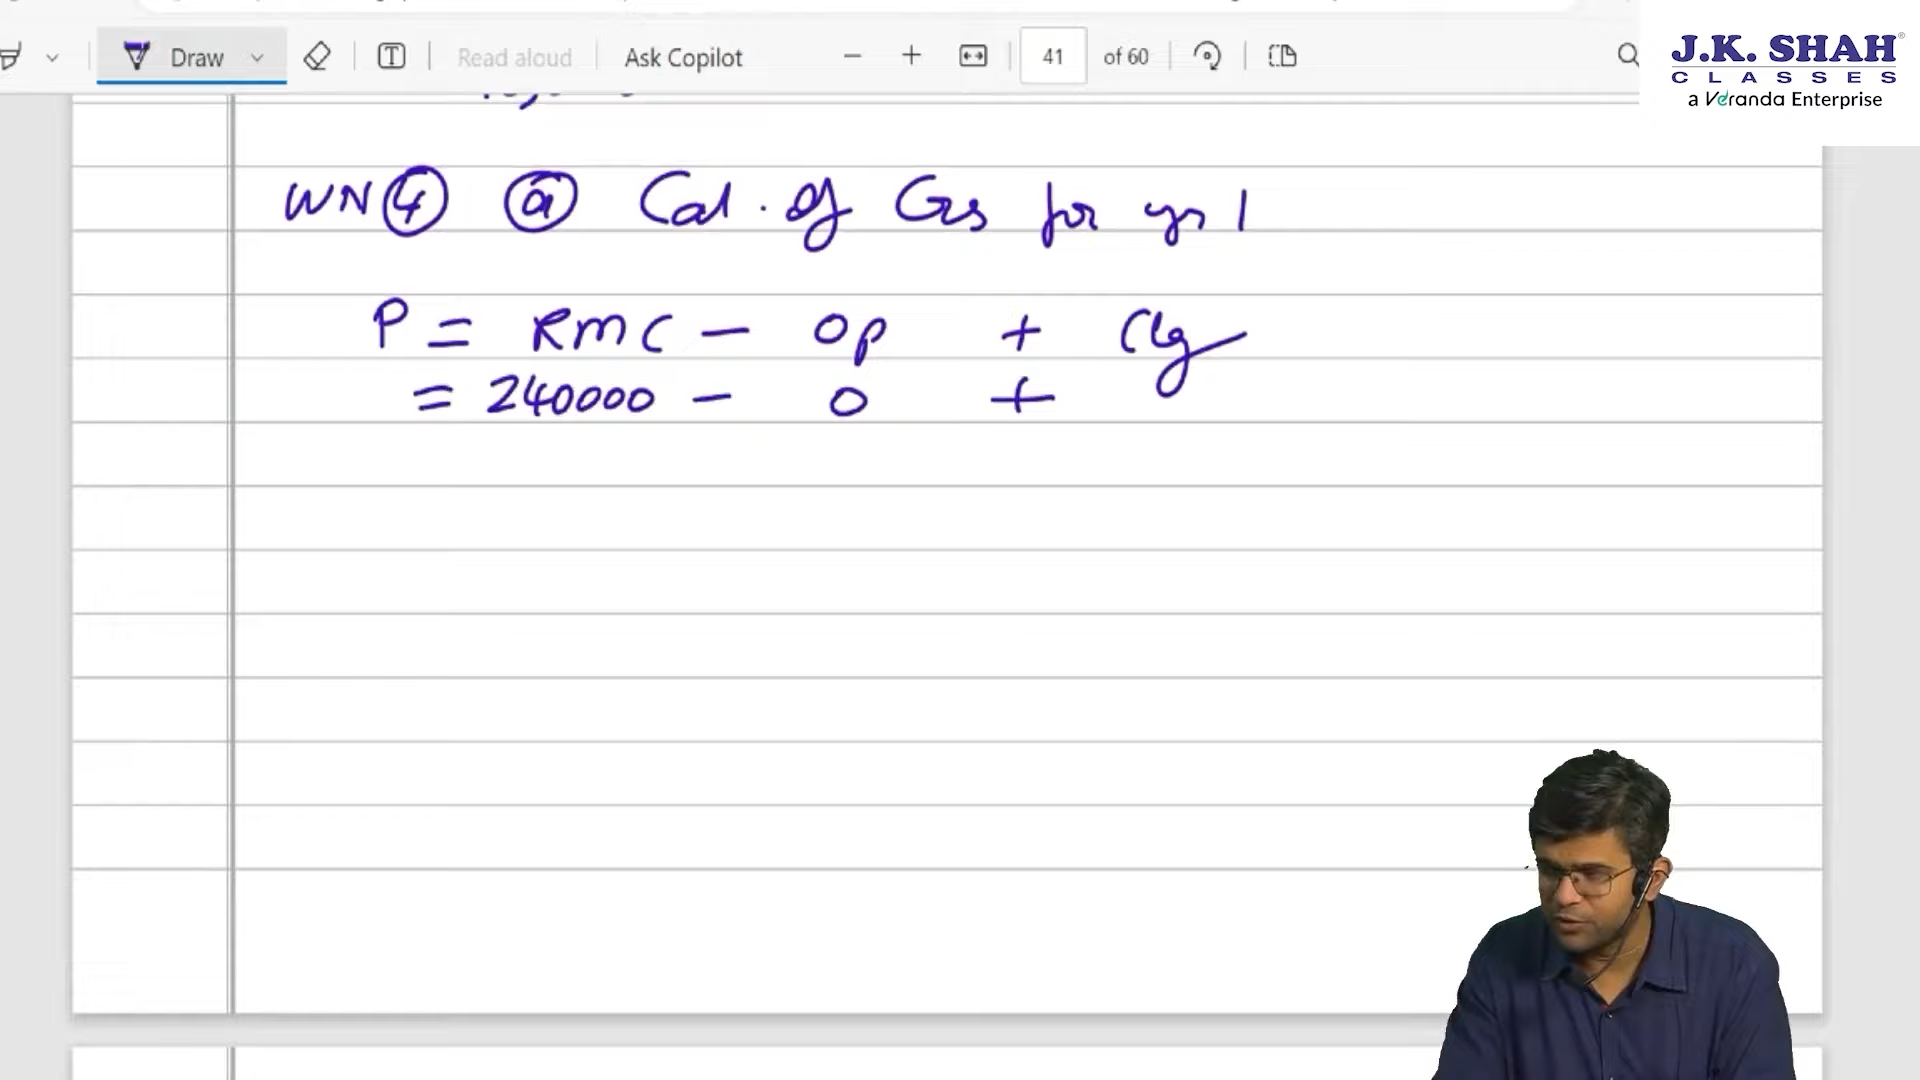 Draw
Read aloud
Ask Copilot
41 of 60
J.K. SHAH®
CLASSES
a Veranda Enterprise
WN ④ ⓐ Cal. of Crs for yr 1
P = RMC - Op + Clg
= 240000 - 0 +